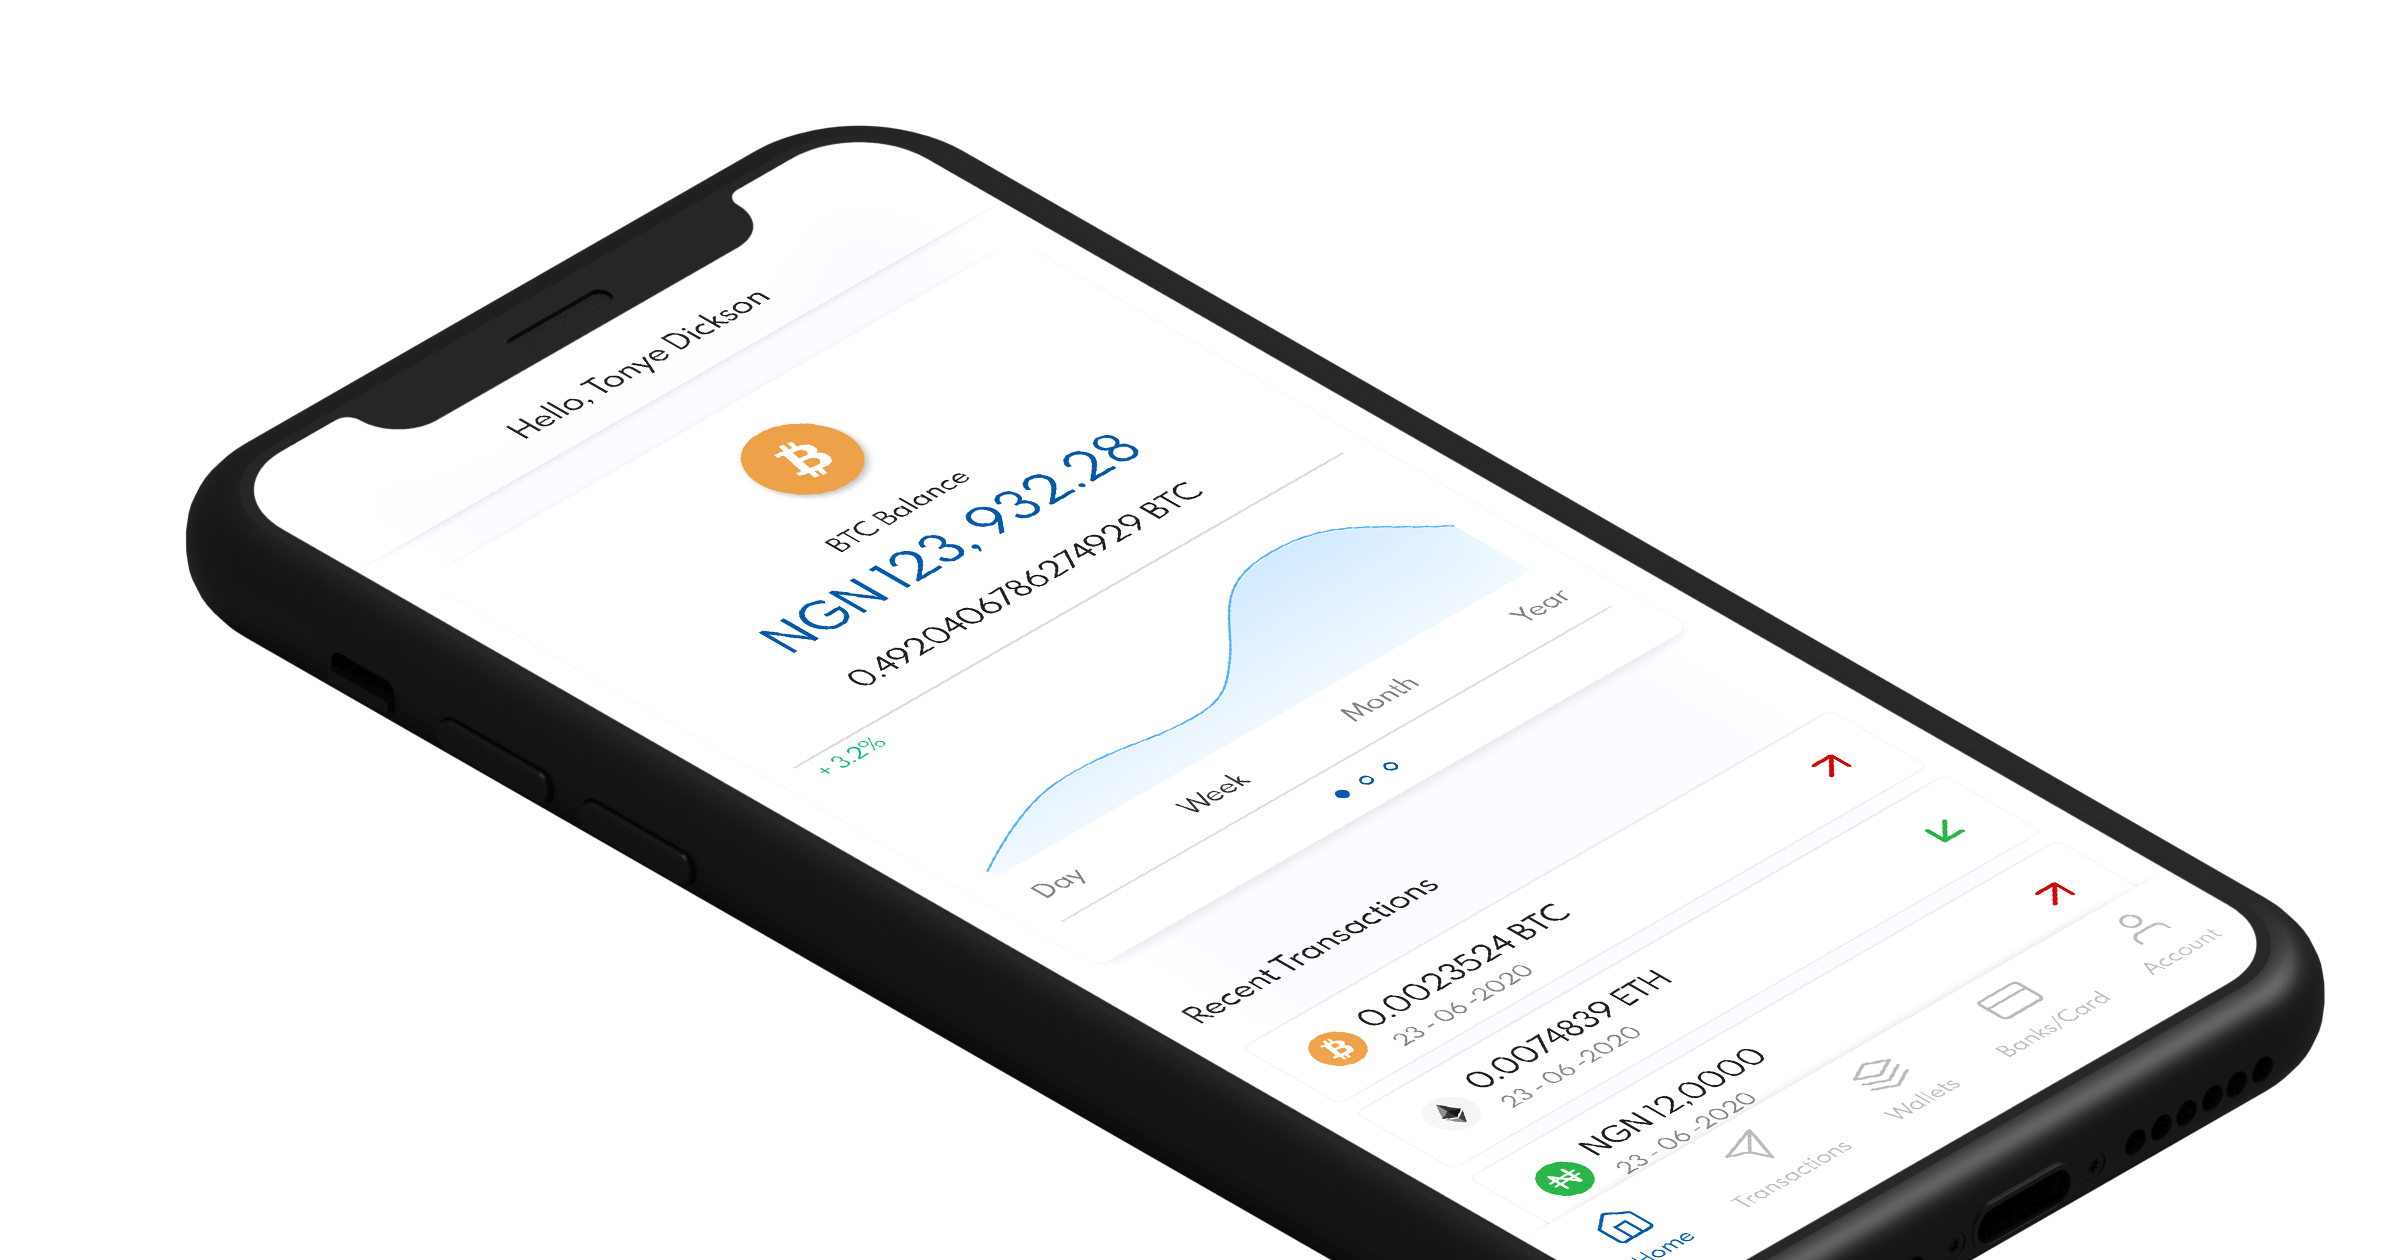 Hello, Tonye Dickson
BTC Balance
NGN 123, 932.28
0.4920406786274929 BTC
+ 3.2%
Day
Week
Month
Year
Recent Transactions
0.0023524 BTC
23 - 06 -2020
0.0074839 ETH
23 - 06 -2020
NGN 12,0000
23 - 06 -2020
Home
Transactions
Wallets
Banks/Card
Account